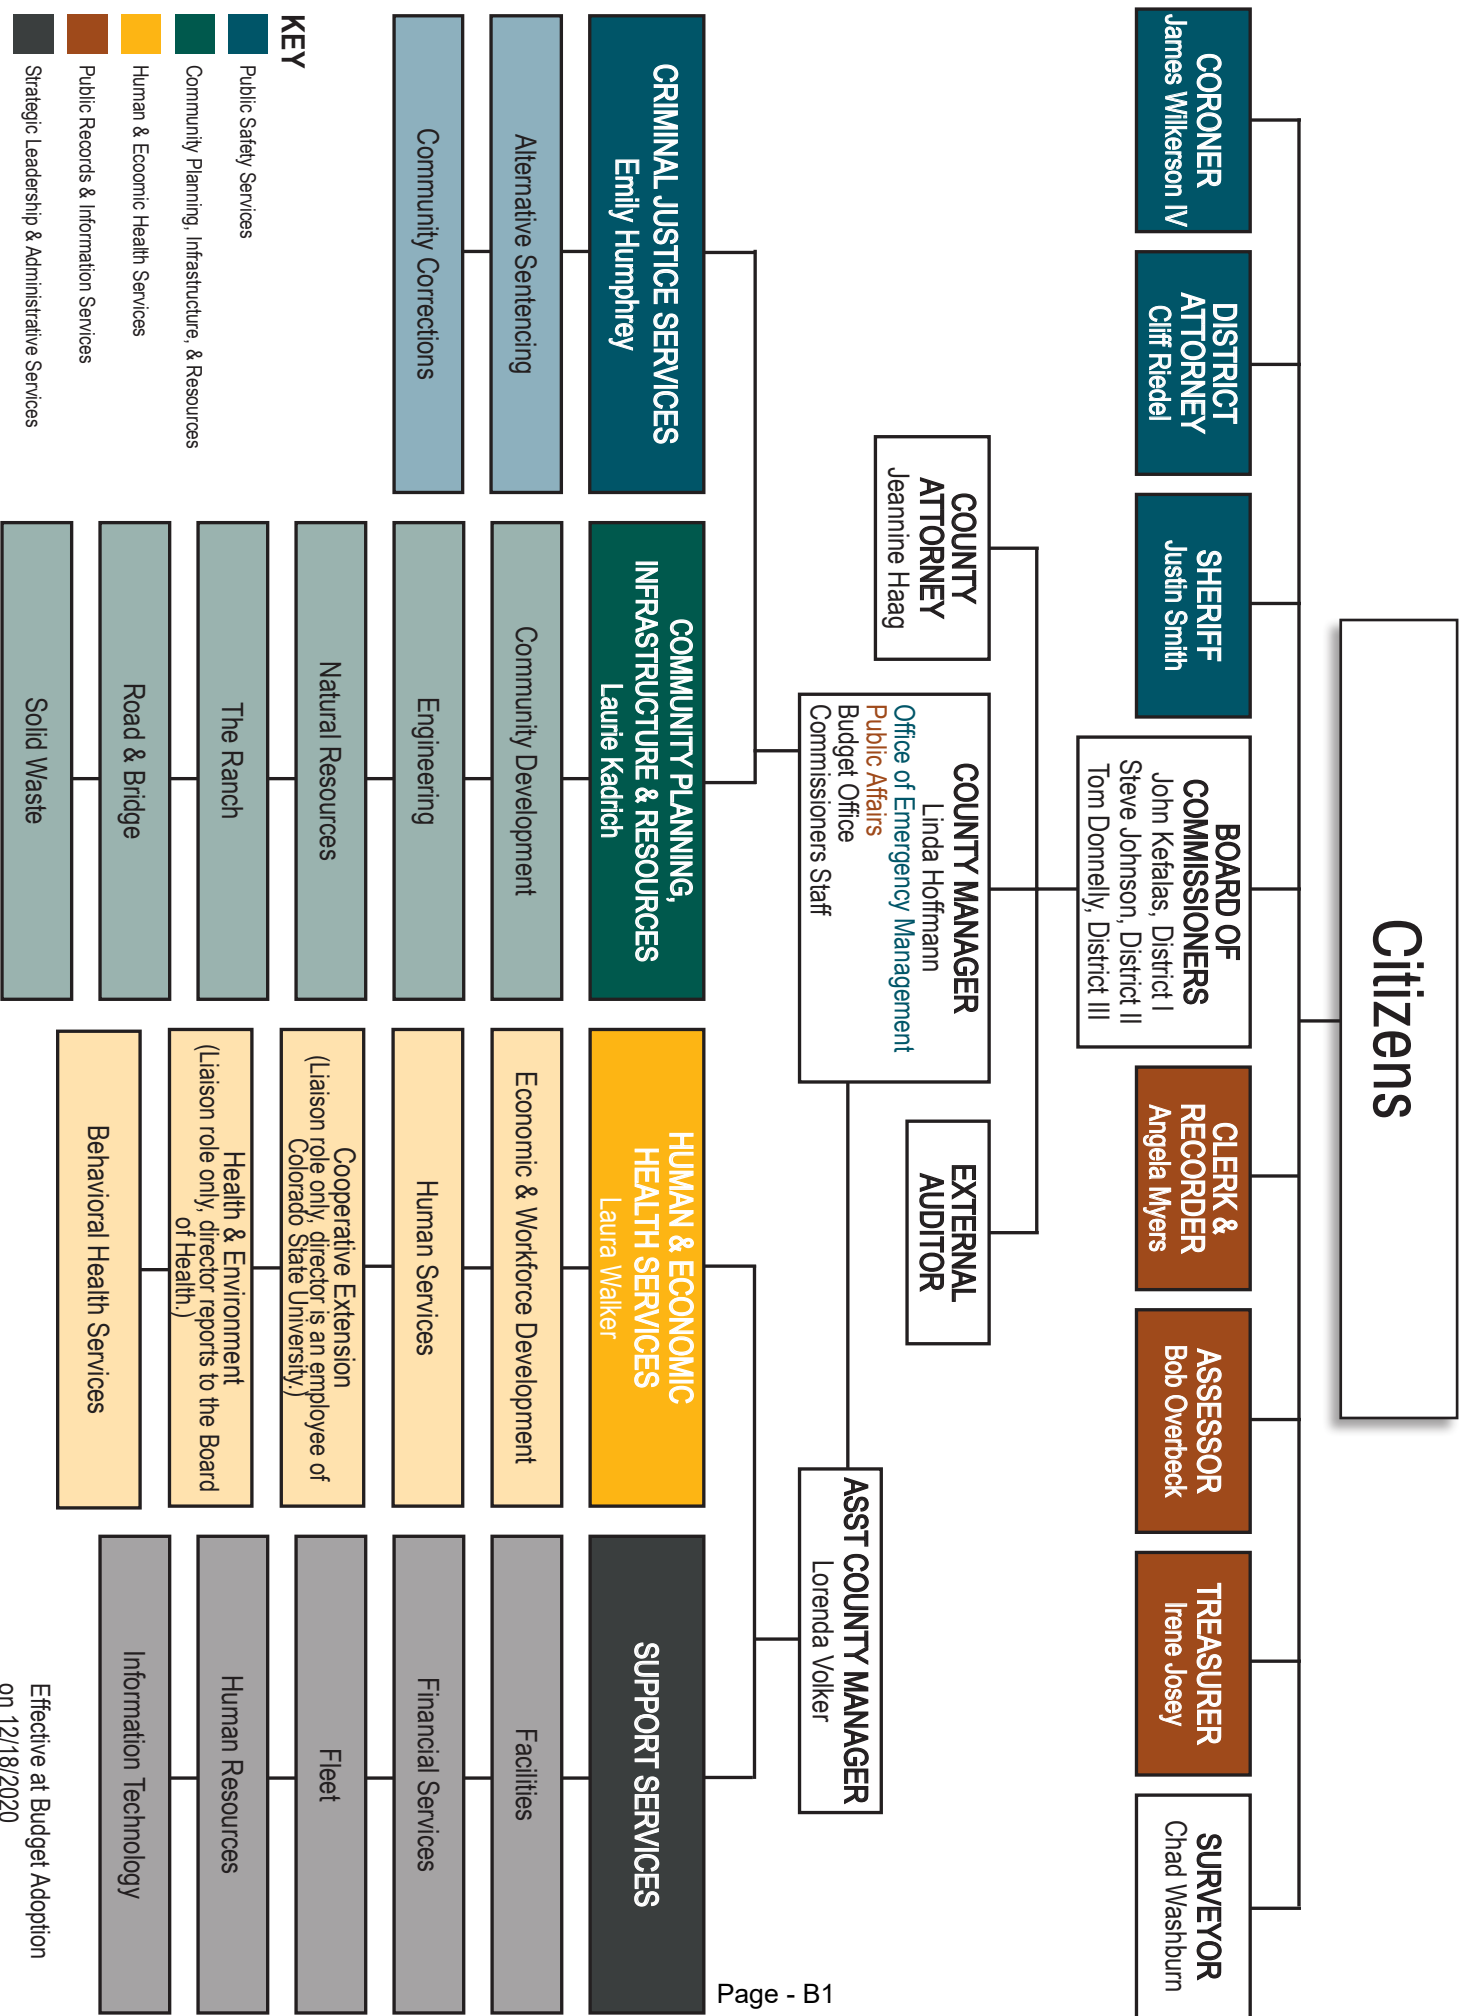 Citizens
CORONER
James Wilkerson IV
DISTRICT
ATTORNEY
Cliff Riedel
SHERIFF
Justin Smith
BOARD OF
COMMISSIONERS
John Kefalas, District I
Steve Johnson, District II
Tom Donnelly, District III
CLERK &
RECORDER
Angela Myers
ASSESSOR
Bob Overbeck
TREASURER
Irene Josey
SURVEYOR
Chad Washburn
COUNTY
ATTORNEY
Jeannine Haag
COUNTY MANAGER
Linda Hoffmann
Office of Emergency Management
Public Affairs
Budget Office
Commissioners Staff
EXTERNAL
AUDITOR
ASST COUNTY MANAGER
Lorenda Volker
CRIMINAL JUSTICE SERVICES
Emily Humphrey
Alternative Sentencing
Community Corrections
COMMUNITY PLANNING,
INFRASTRUCTURE & RESOURCES
Laurie Kadrich
Community Development
Engineering
Natural Resources
The Ranch
Road & Bridge
Solid Waste
HUMAN & ECONOMIC
HEALTH SERVICES
Laura Walker
Economic & Workforce Development
Human Services
Cooperative Extension
(Liaison role only, director is an employee of
Colorado State University.)
Health & Environment
(Liaison role only, director reports to the Board
of Health.)
Behavioral Health Services
SUPPORT SERVICES
Facilities
Financial Services
Fleet
Human Resources
Information Technology
KEY
Public Safety Services
Community Planning, Infrastructure, & Resources
Human & Ecoomic Health Services
Public Records & Information Services
Strategic Leadership & Administrative Services
Effective at Budget Adoption
on 12/18/2020
Page - B1